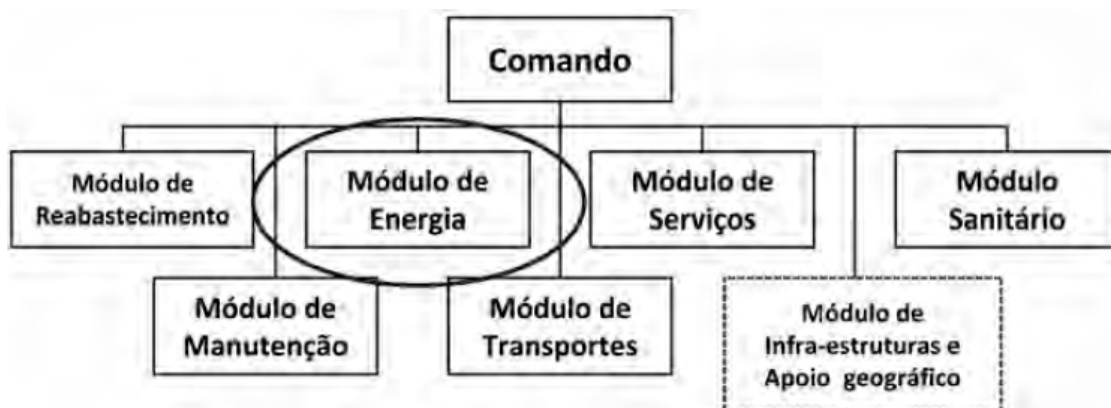 Comando
Módulo de
Reabastecimento
Módulo de
Energia
Módulo de
Serviços
Módulo
Sanitário
Módulo de
Manutenção
Módulo de
Transportes
Módulo de
Infra-estruturas e
Apoio geográfico